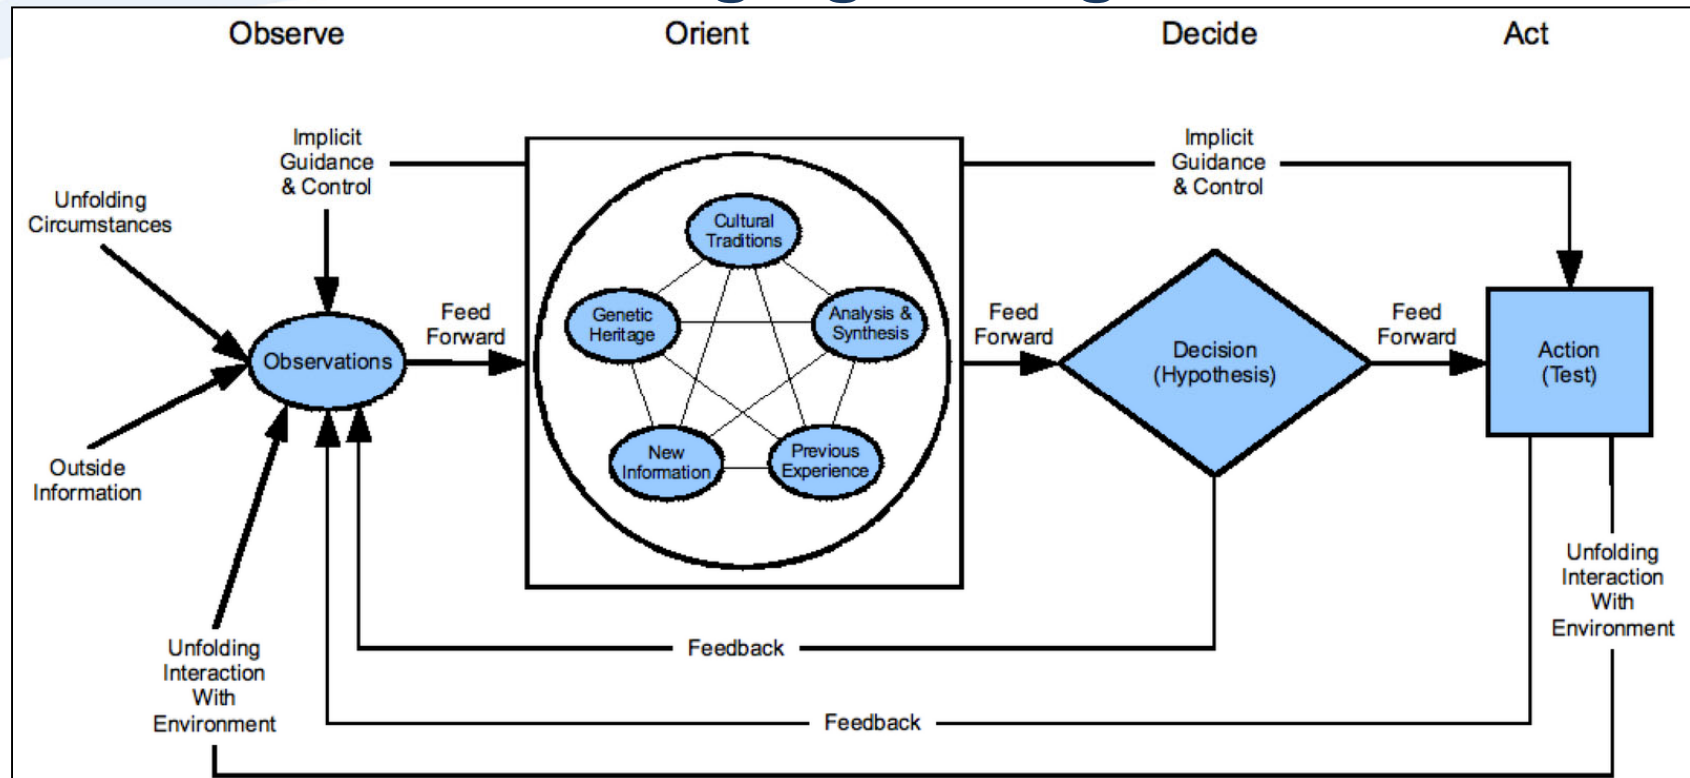 Observe
Orient
Decide
Act
Implicit
Guidance
& Control
Implicit
Guidance
& Control
Unfolding
Circumstances
Cultural
Traditions
Genetic
Heritage
Analysis &
Synthesis
Feed
Forward
Feed
Forward
Feed
Forward
Observations
Decision
(Hypothesis)
Action
(Test)
New
Information
Previous
Experience
Outside
Information
Unfolding
Interaction
With
Environment
Feedback
Unfolding
Interaction
With
Environment
Feedback